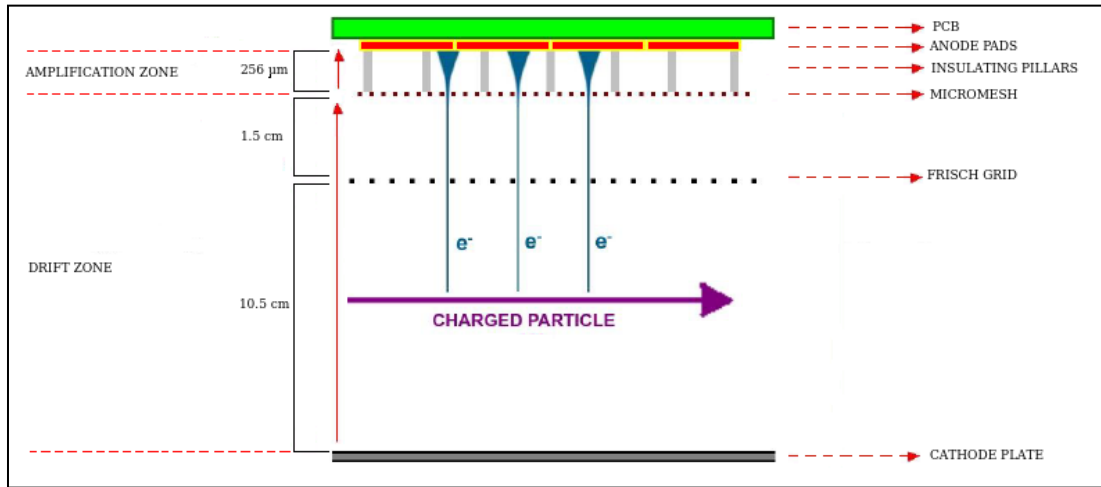 PCB
ANODE PADS
AMPLIFICATION ZONE
256 µm
INSULATING PILLARS
MICROMESH
1.5 cm
FRISCH GRID
e-
e-
e-
DRIFT ZONE
10.5 cm
CHARGED PARTICLE
CATHODE PLATE